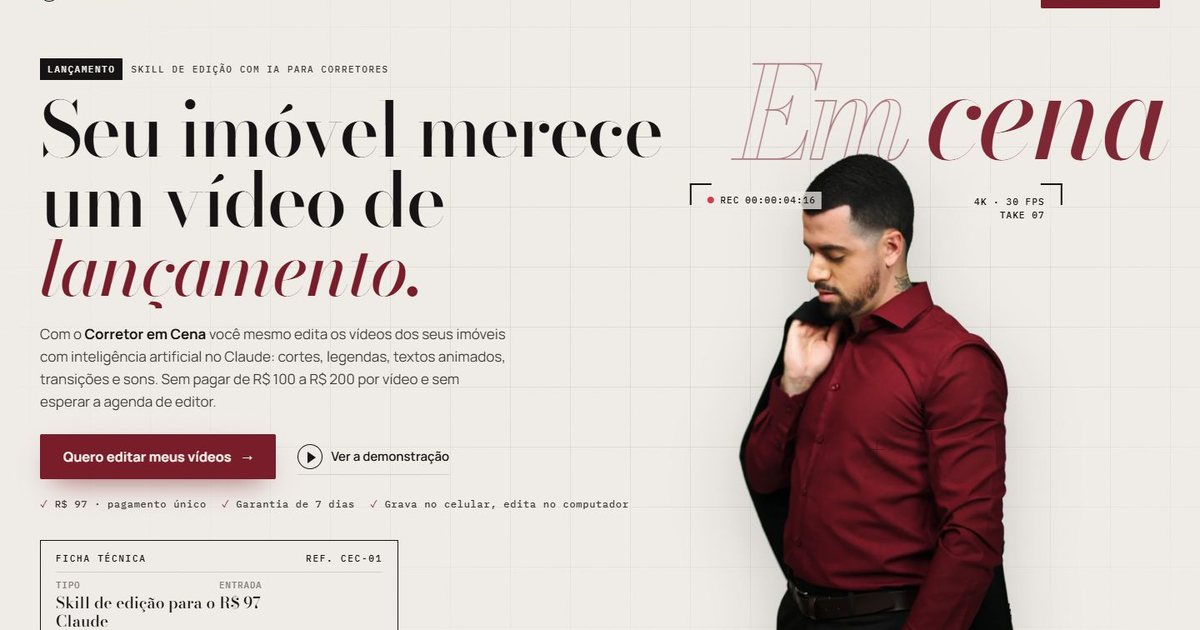 LANÇAMENTO SKILL DE EDIÇÃO COM IA PARA CORRETORES
Seu imóvel merece
um vídeo de
lançamento.
Com o Corretor em Cena você mesmo edita os vídeos dos seus imóveis
com inteligência artificial no Claude: cortes, legendas, textos animados,
transições e sons. Sem pagar de R$ 100 a R$ 200 por vídeo e sem
esperar a agenda de editor.
Quero editar meus vídeos →
Ver a demonstração
✓ R$ 97 · pagamento único ✓ Garantia de 7 dias ✓ Grava no celular, edita no computador
FICHA TÉCNICA REF. CEC-01
TIPO ENTRADA
Skill de edição para o R$ 97
Claude
Em cena
REC 00:00:04:16
4K · 30 FPS
TAKE 07